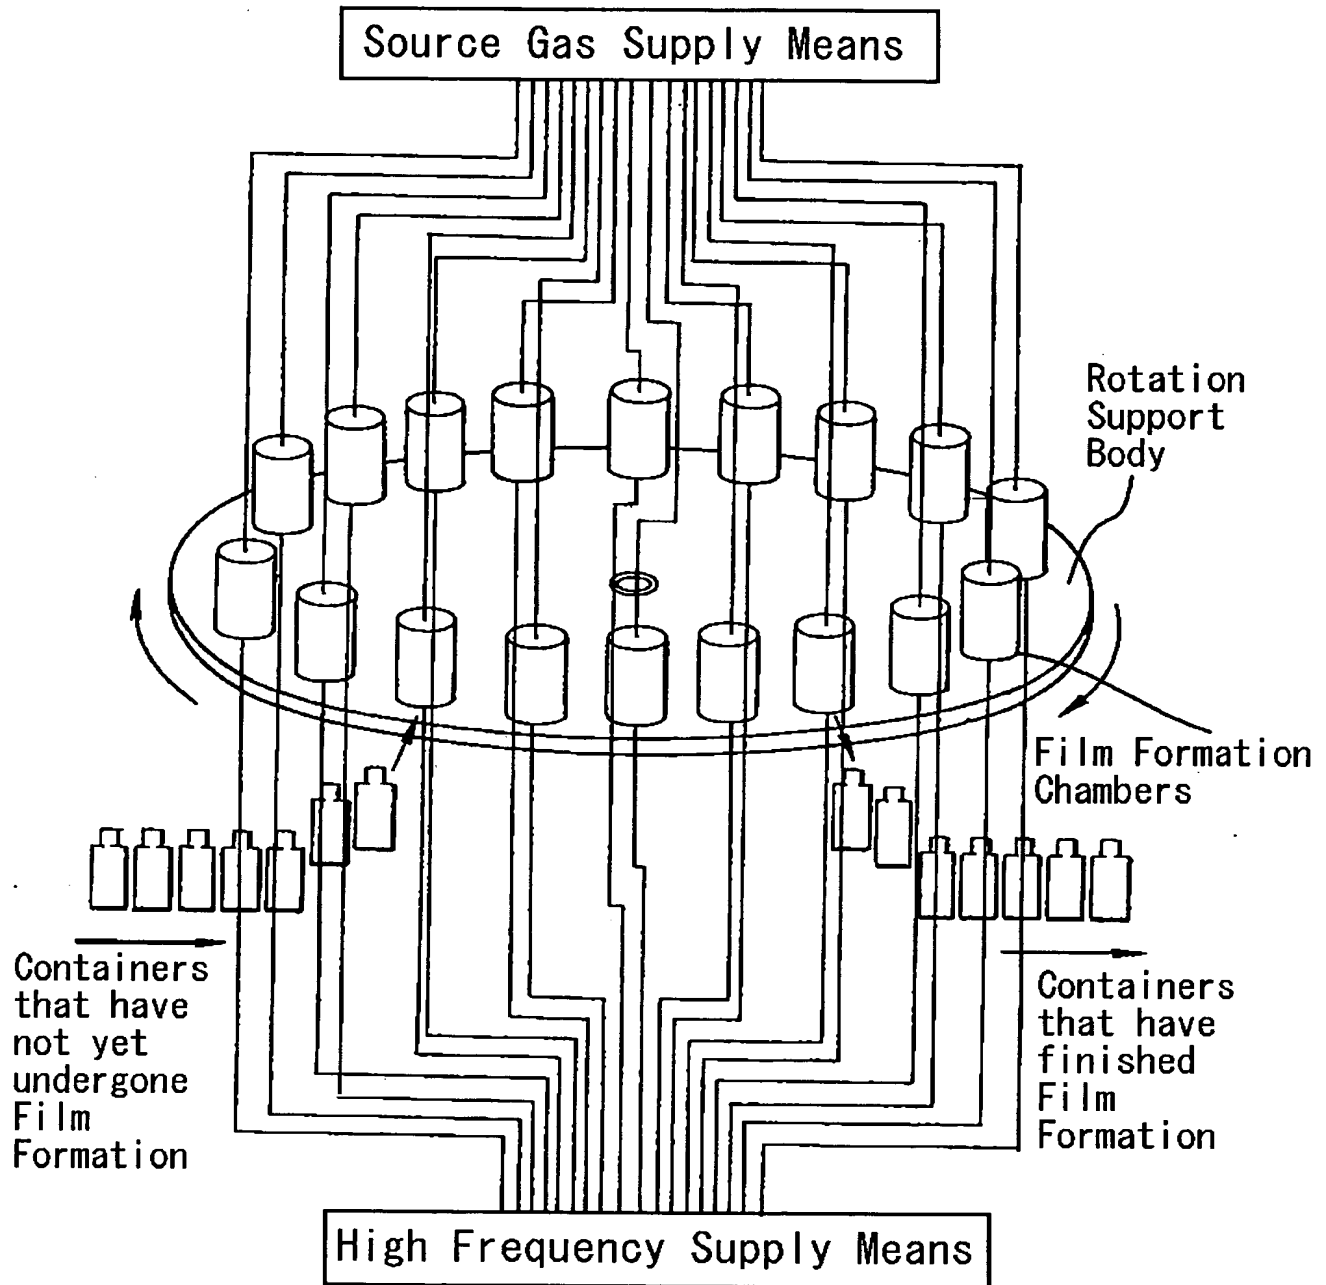 Source Gas Supply Means
Rotation
Support
Body
Film Formation
Chambers
Containers
that have
not yet
undergone
Film
Formation
Containers
that have
finished
Film
Formation
High Frequency Supply Means